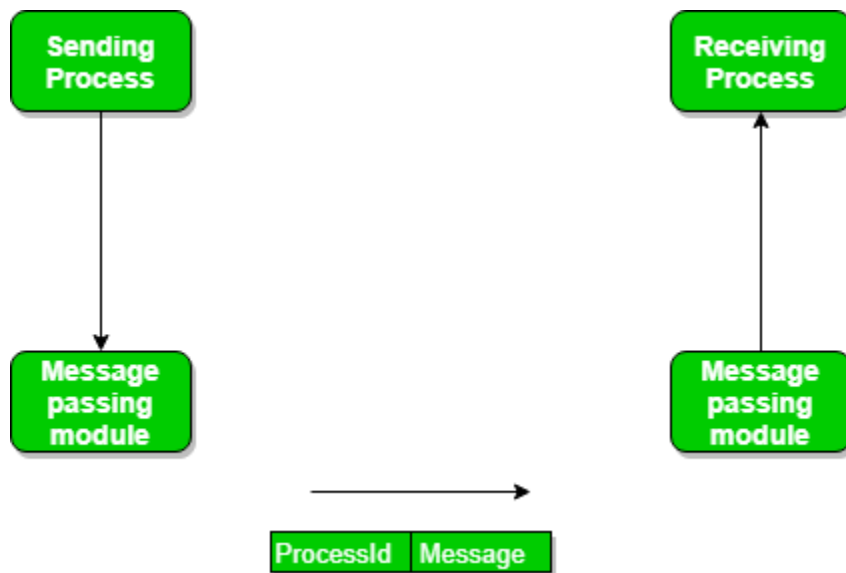 Sending
Process
Receiving
Process
Message
passing
module
Message
passing
module
ProcessId Message